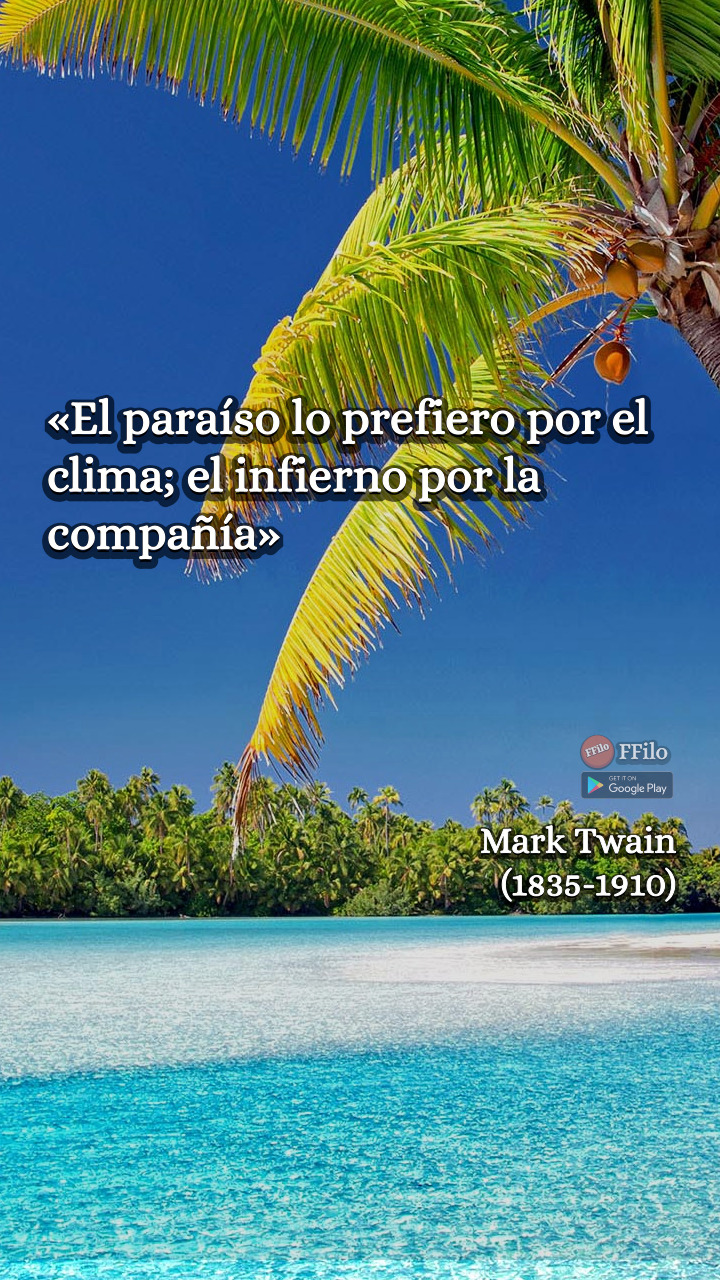 «El paraíso lo prefiero por el
clima; el infierno por la
compañía»
FFilo FFilo
GET IT ON
Google Play
Mark Twain
(1835-1910)